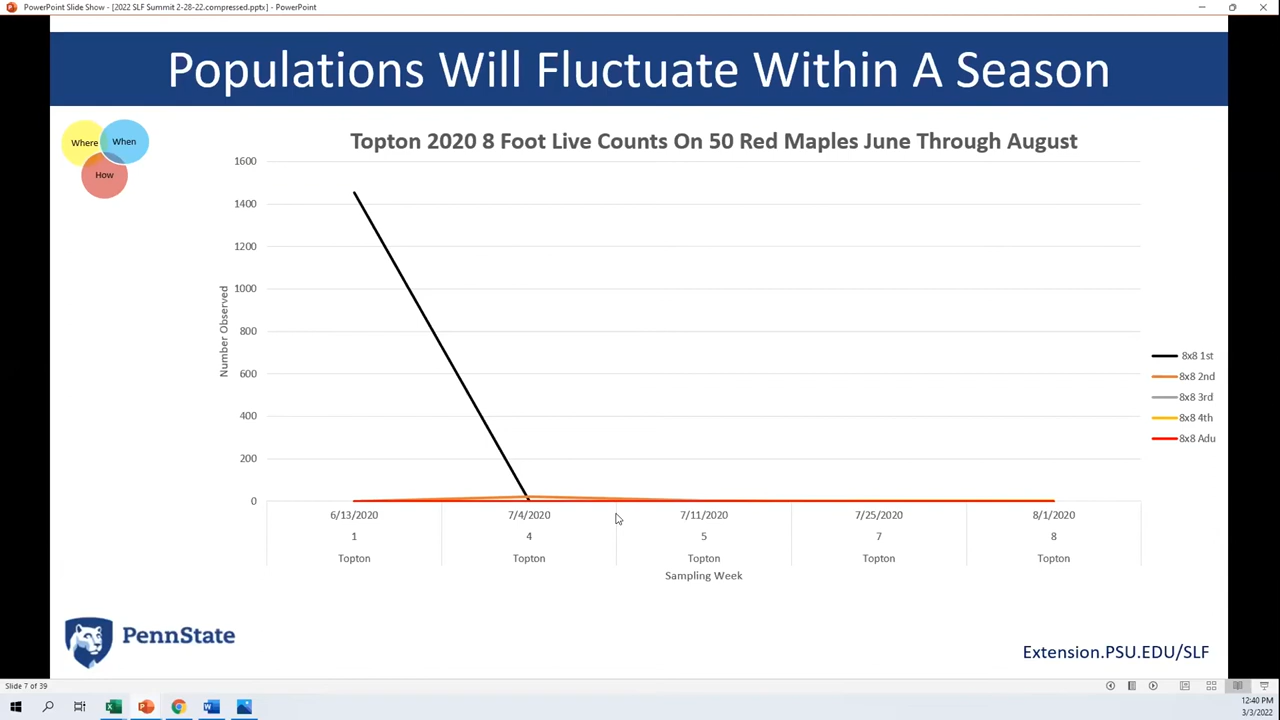 PowerPoint Slide Show - [2022 SLF Summit 2-28-22.compressed.pptx] - PowerPoint
Populations Will Fluctuate Within A Season
Where
When
How
Topton 2020 8 Foot Live Counts On 50 Red Maples June Through August
1600
1400
1200
1000
800
600
400
200
0
Number Observed
8x8 1st
8x8 2nd
8x8 3rd
8x8 4th
8x8 Adu
6/13/2020 7/4/2020 7/11/2020 7/25/2020 8/1/2020
1 4 5 7 8
Topton Topton Topton Topton Topton
Sampling Week
PennState
Extension.PSU.EDU/SLF
Slide 7 of 39
12:40 PM
3/3/2022